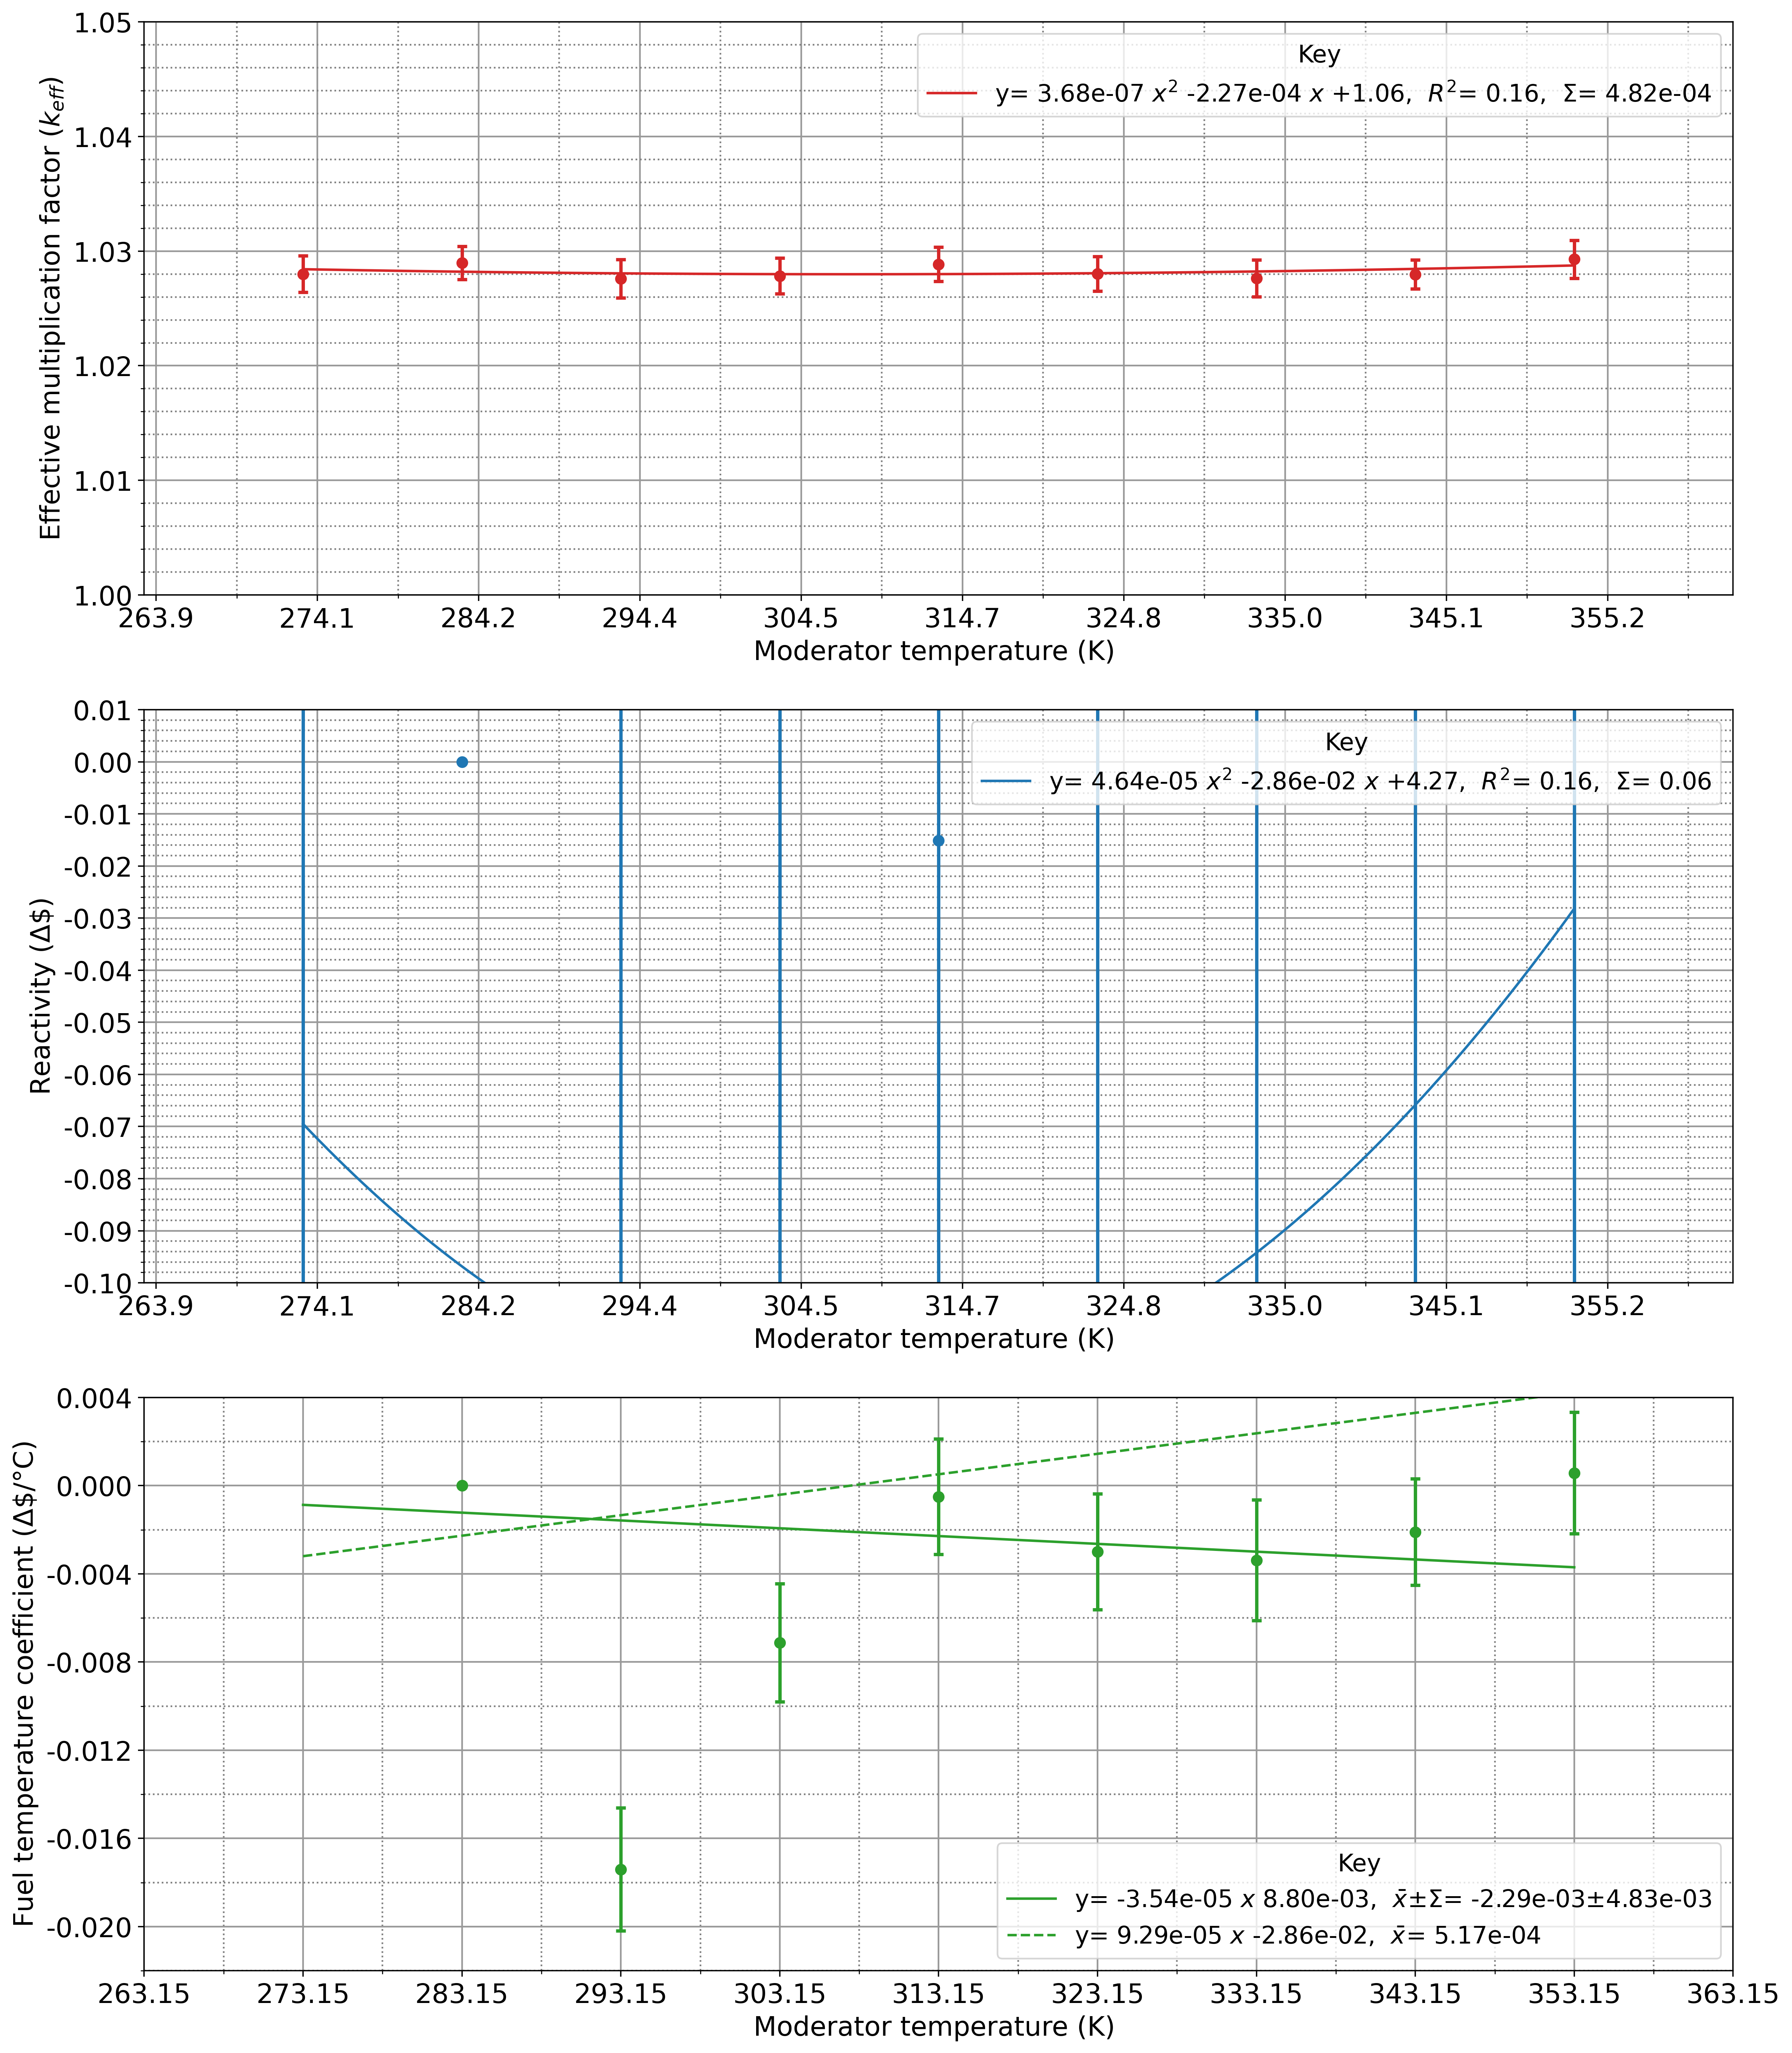 Effective multiplication factor (k_eff)
1.05
1.04
1.03
1.02
1.01
1.00
Key
y= 3.68e-07 x² -2.27e-04 x +1.06, R²= 0.16, Σ= 4.82e-04
263.9 274.1 284.2 294.4 304.5 314.7 324.8 335.0 345.1 355.2
Moderator temperature (K)
Reactivity (Δ$)
0.01
0.00
-0.01
-0.02
-0.03
-0.04
-0.05
-0.06
-0.07
-0.08
-0.09
-0.10
Key
y= 4.64e-05 x² -2.86e-02 x +4.27, R²= 0.16, Σ= 0.06
263.9 274.1 284.2 294.4 304.5 314.7 324.8 335.0 345.1 355.2
Moderator temperature (K)
Fuel temperature coefficient (Δ$/°C)
0.004
0.000
-0.004
-0.008
-0.012
-0.016
-0.020
Key
y= -3.54e-05 x 8.80e-03, x̄±Σ= -2.29e-03±4.83e-03
y= 9.29e-05 x -2.86e-02, x̄= 5.17e-04
263.15 273.15 283.15 293.15 303.15 313.15 323.15 333.15 343.15 353.15 363.15
Moderator temperature (K)